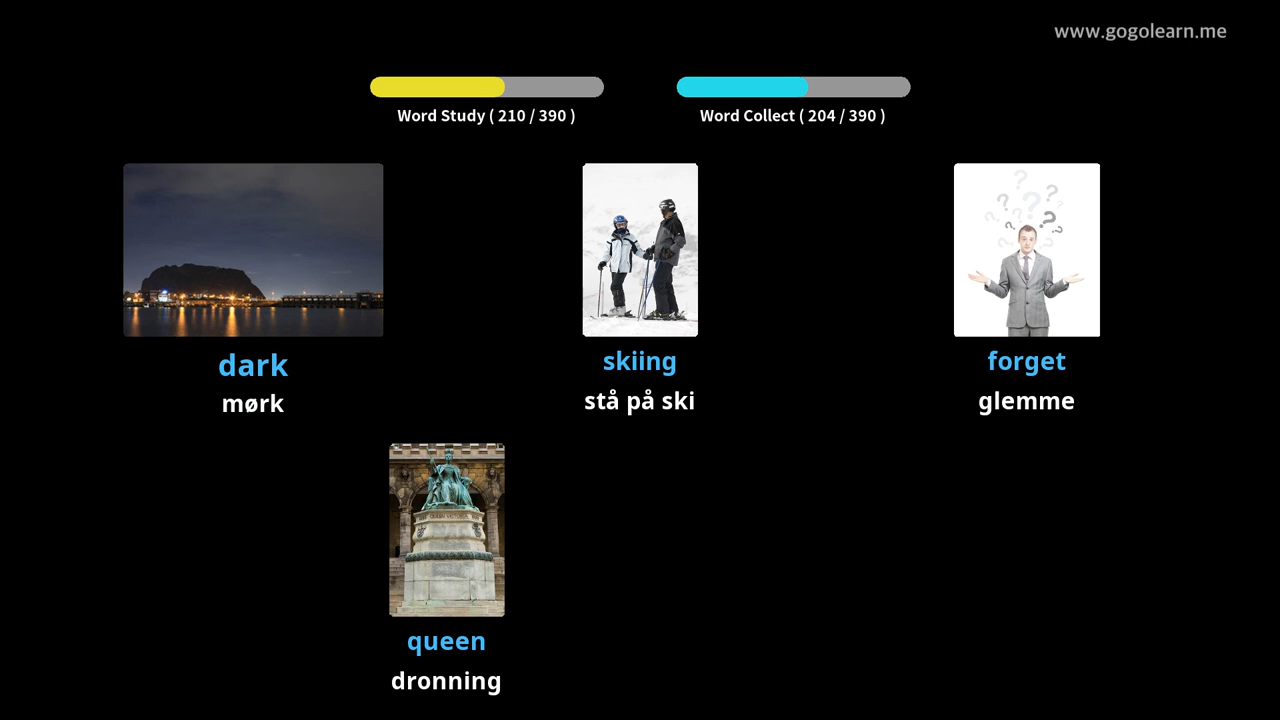 www.gogolearn.me
Word Study ( 210 / 390 )
Word Collect ( 204 / 390 )
dark
mørk
skiing
stå på ski
forget
glemme
queen
dronning